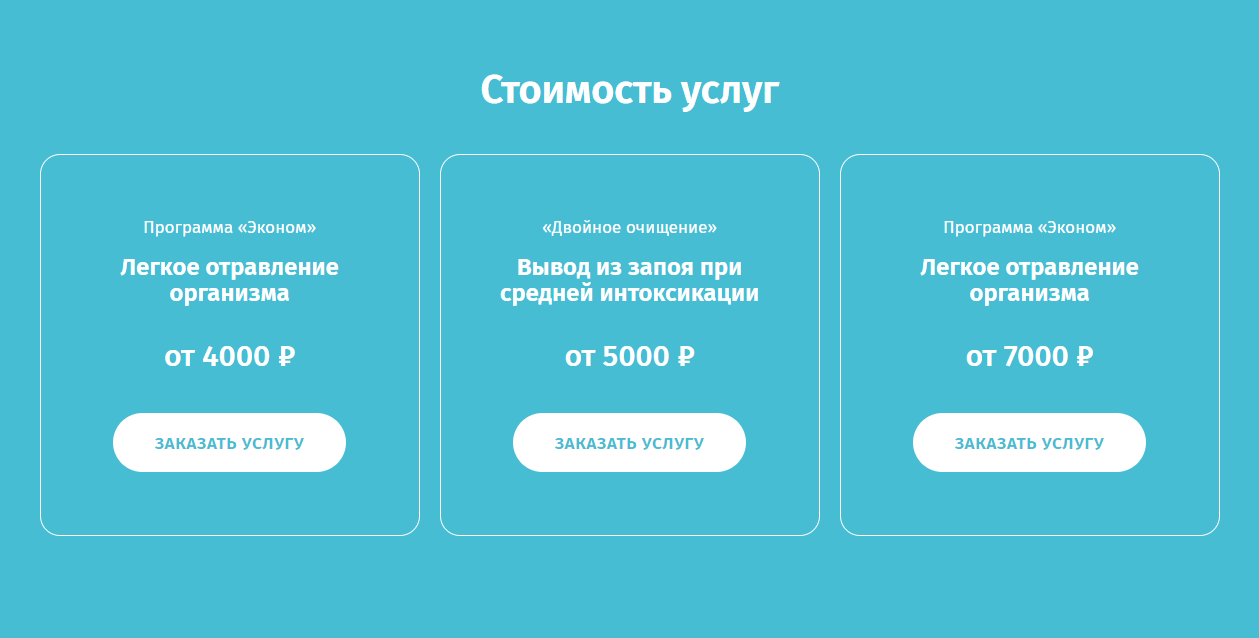 Стоимость услуг
Программа «Эконом»
Легкое отравление
организма
от 4000 ₽
ЗАКАЗАТЬ УСЛУГУ
«Двойное очищение»
Вывод из запоя при
средней интоксикации
от 5000 ₽
ЗАКАЗАТЬ УСЛУГУ
Программа «Эконом»
Легкое отравление
организма
от 7000 ₽
ЗАКАЗАТЬ УСЛУГУ